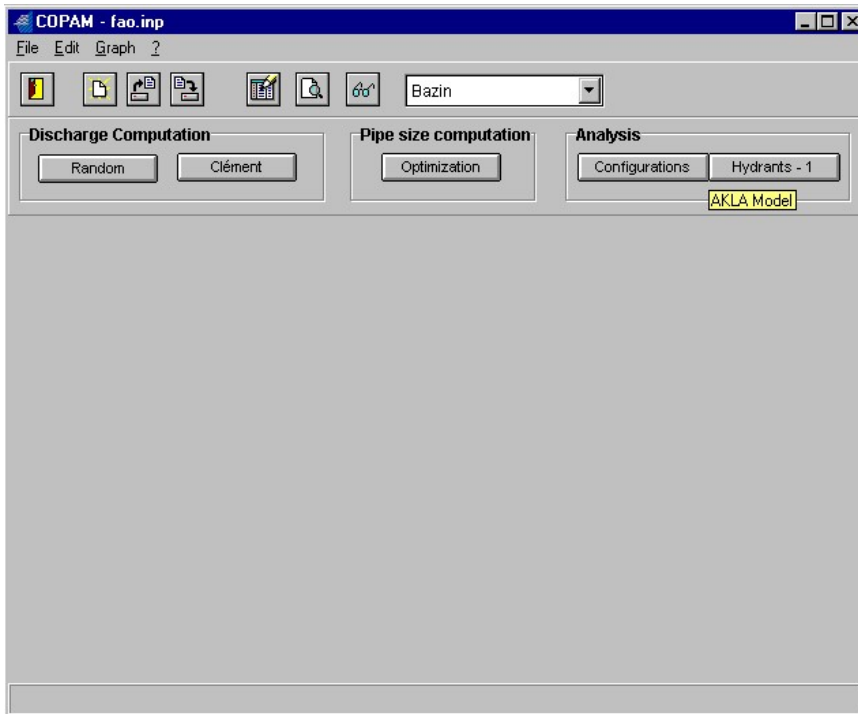 COPAM - fao.inp
File Edit Graph ?
Bazin
Discharge Computation
Random Clément
Pipe size computation
Optimization
Analysis
Configurations Hydrants - 1
AKLA Model